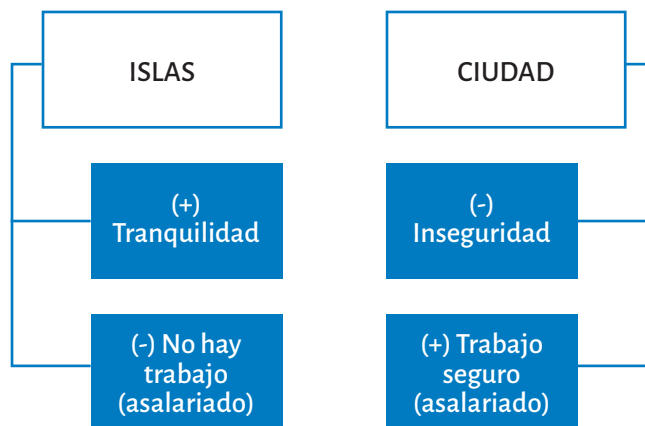 ISLAS
CIUDAD
(+)
Tranquilidad
(-)
Inseguridad
(-) No hay
trabajo
(asalariado)
(+) Trabajo
seguro
(asalariado)